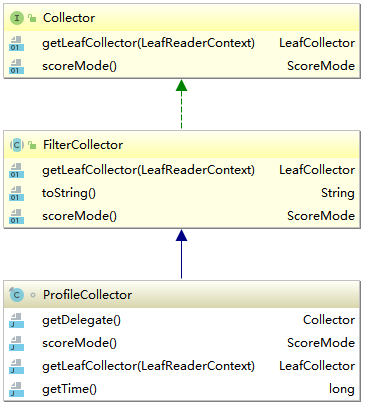 Collector
getLeafCollector(LeafReaderContext) LeafCollector
scoreMode() ScoreMode
FilterCollector
getLeafCollector(LeafReaderContext) LeafCollector
toString() String
scoreMode() ScoreMode
ProfileCollector
getDelegate() Collector
scoreMode() ScoreMode
getLeafCollector(LeafReaderContext) LeafCollector
getTime() long